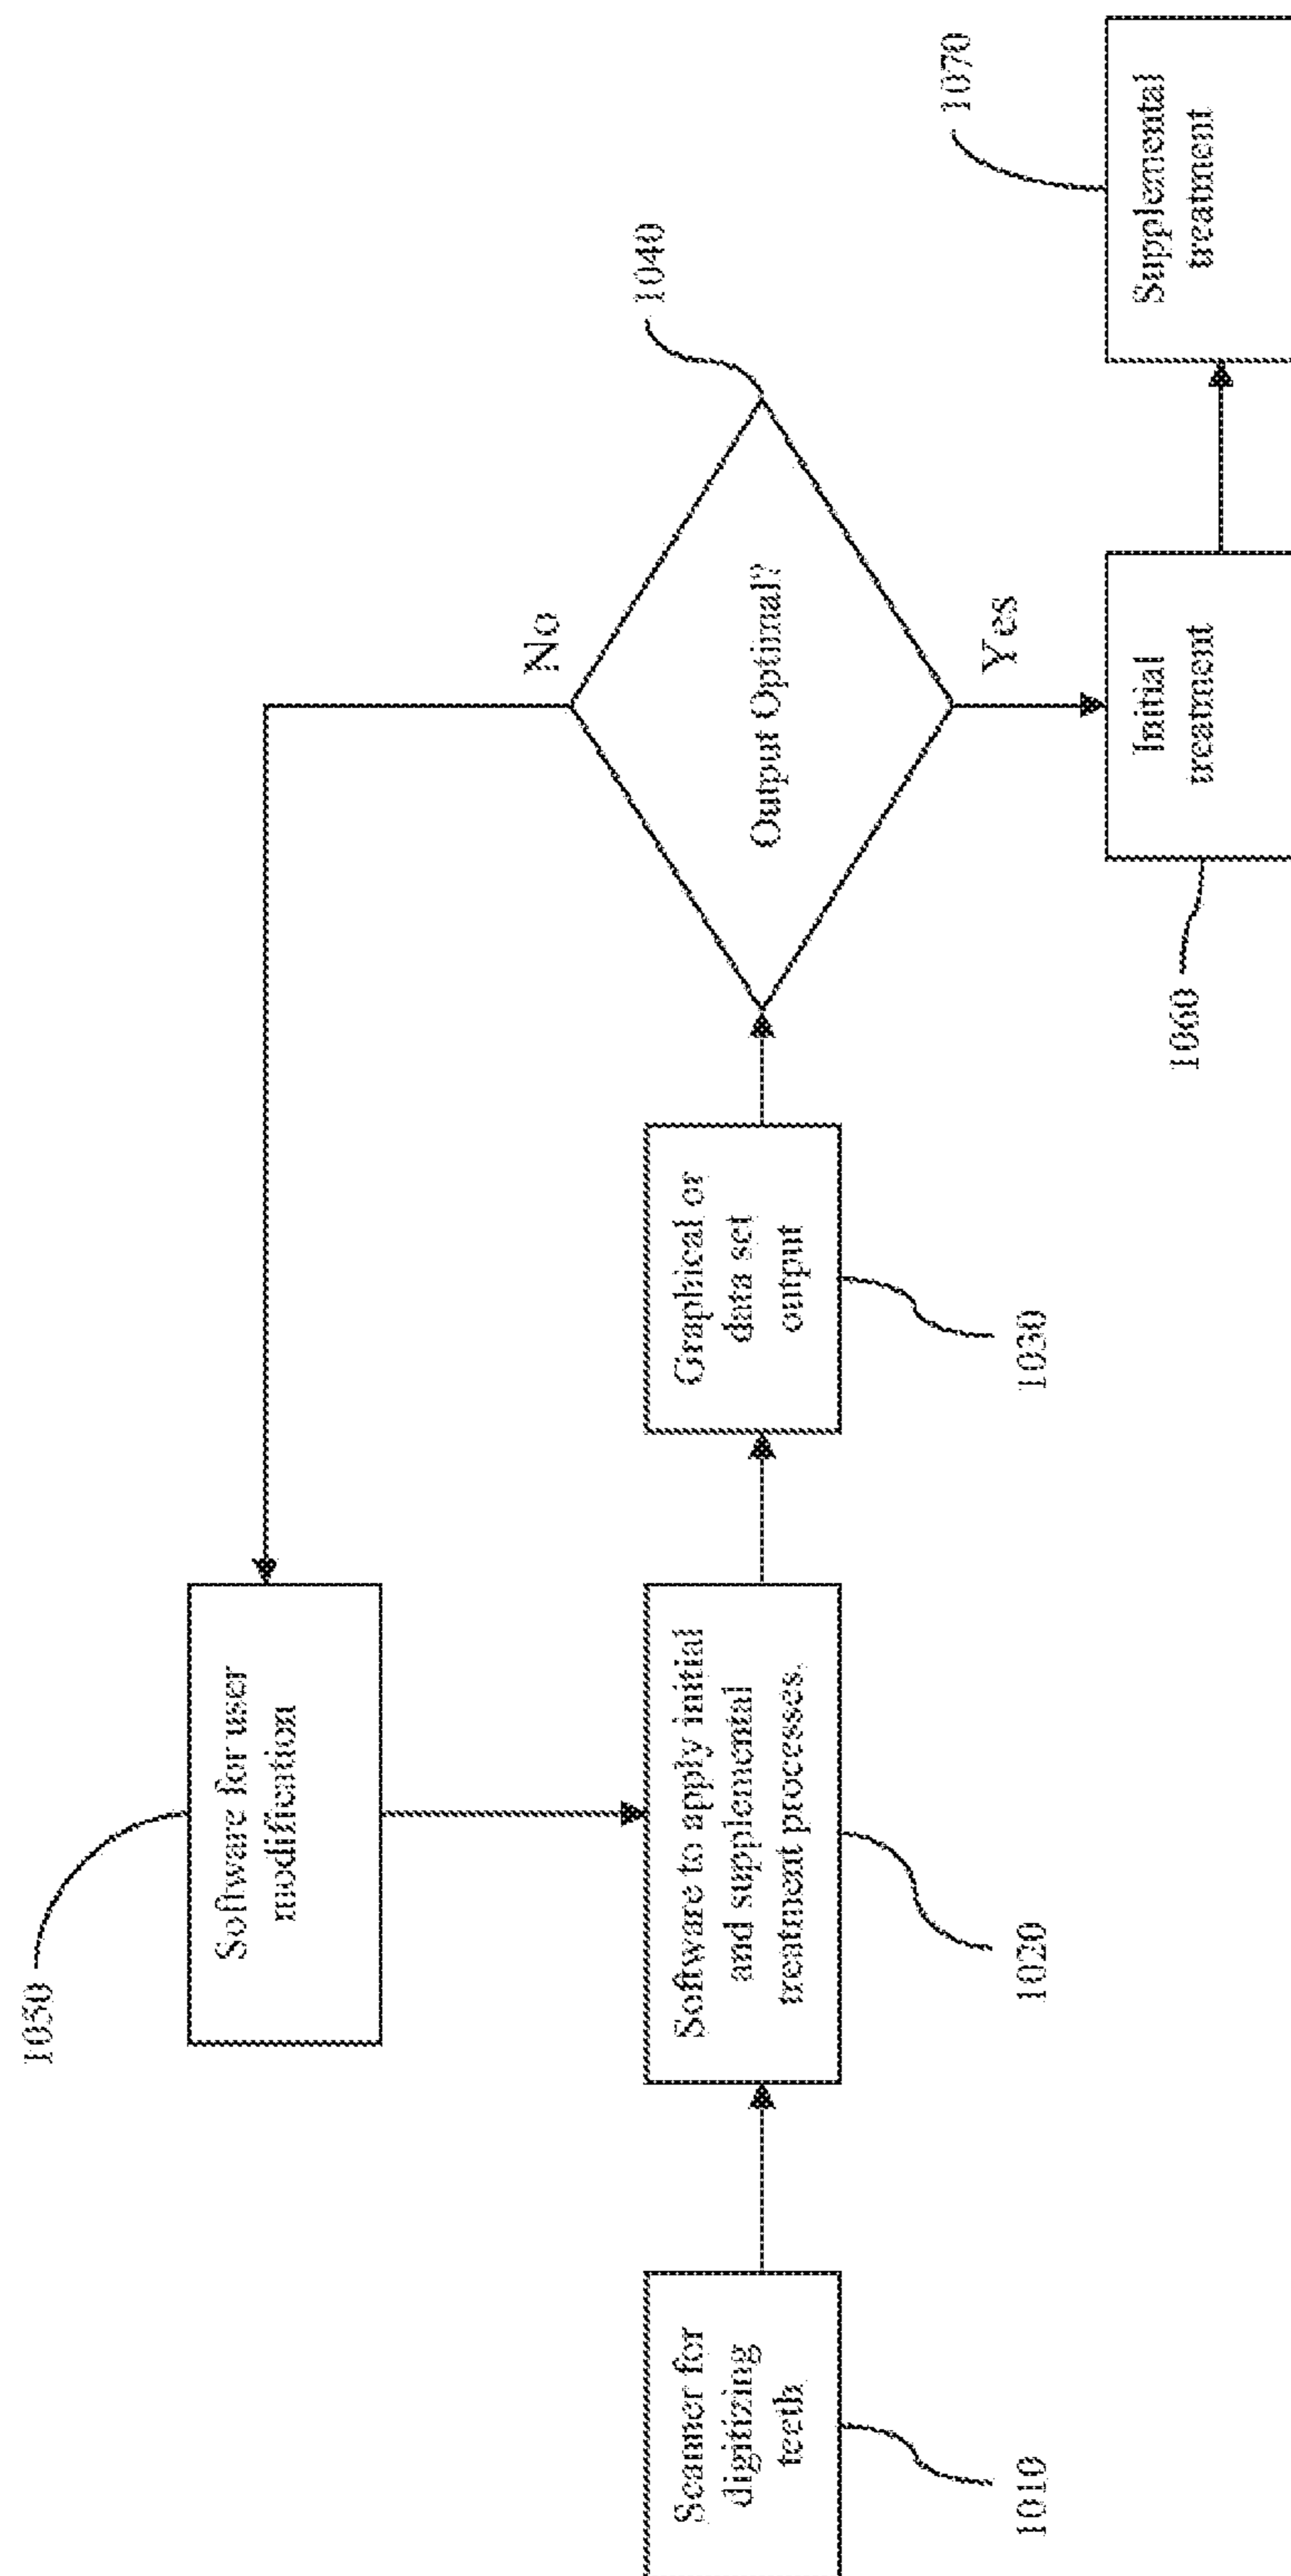 1050
Software for user
modification
Scanner for
digitizing
teeth
1010
Software to apply initial
and supplemental
treatment processes.
1020
Graphical or
data set
output
1030
Output Optimal?
1040
No
Yes
Initial
treatment
1060
Supplemental
treatment
1070